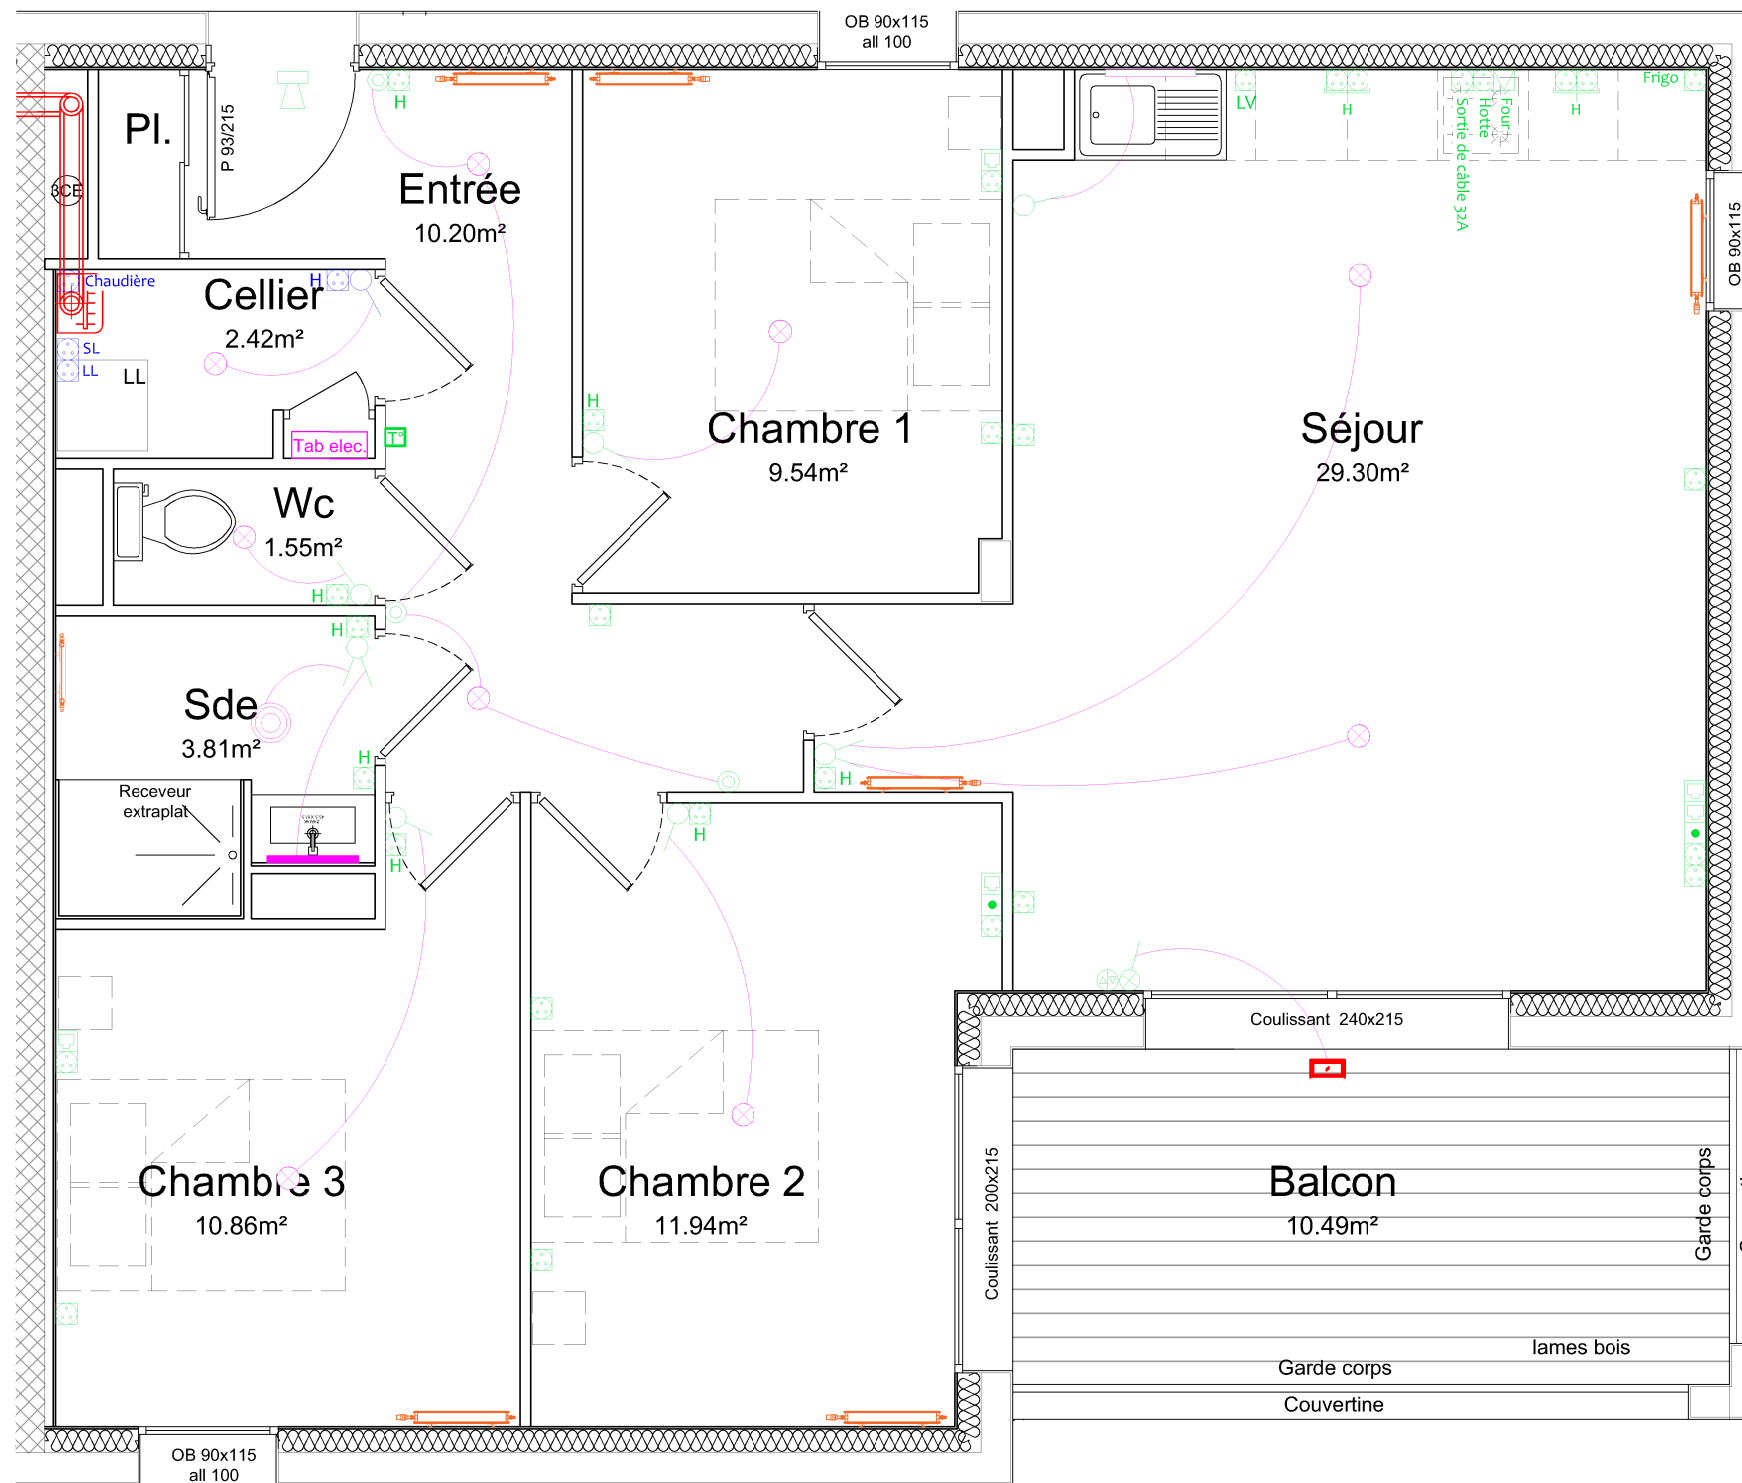 OB 90x115
all 100
Pl.
P 93/215
H
Entrée
10.20m²
LV
H
Sortie de câble 32A
Hotte
Four
H
Frigo
OB 90x115
3CE
Chaudière
H
Cellier
2.42m²
SL
LL
LL
Tab elec.
T°
H
Chambre 1
9.54m²
Séjour
29.30m²
Wc
1.55m²
H
H
Sde
3.81m²
H
H
Receveur
extraplat
H
H
Coulissant 240x215
Coulissant 200x215
Chambre 3
10.86m²
Chambre 2
11.94m²
Balcon
10.49m²
Garde corps
lames bois
Garde corps
Couvertine
OB 90x115
all 100